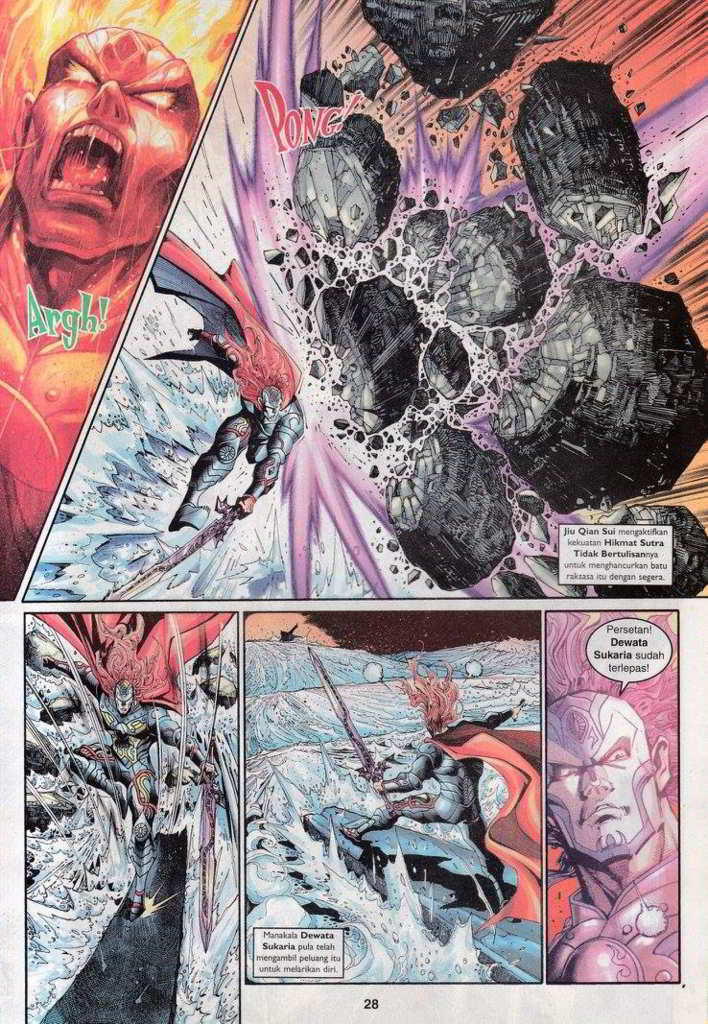 Argh!
PONG!
Jiu Qian Sui mengaktifkan
kekuatan Hikmat Sutra
Tidak Bertulisannya
untuk menghancurkan batu
raksasa itu dengan segera.
Manakala Dewata
Sukaria pula telah
mengambil peluang itu
untuk melarikan diri.
Persetan!
Dewata
Sukaria sudah
terlepas!
28